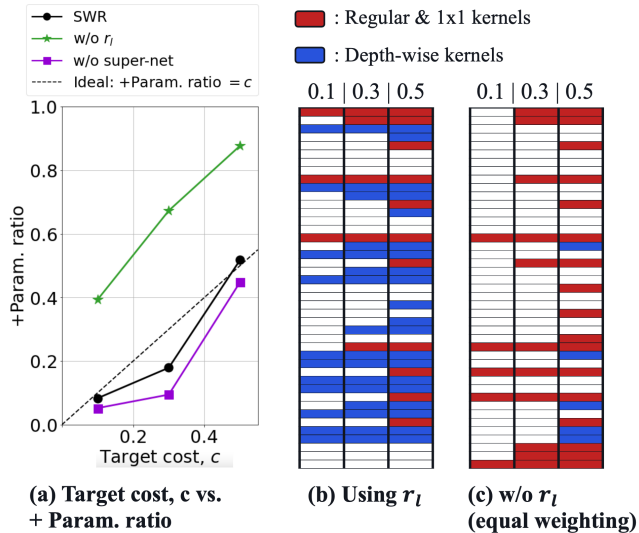 SWR
w/o r_l
w/o super-net
Ideal: +Param. ratio = c
1.0
0.8
0.6
0.4
0.2
0.0
+Param. ratio
0.2 0.4
Target cost, c
(a) Target cost, c vs.
+ Param. ratio
: Regular & 1x1 kernels
: Depth-wise kernels
0.1 | 0.3 | 0.5
(b) Using r_l
0.1 | 0.3 | 0.5
(c) w/o r_l
(equal weighting)